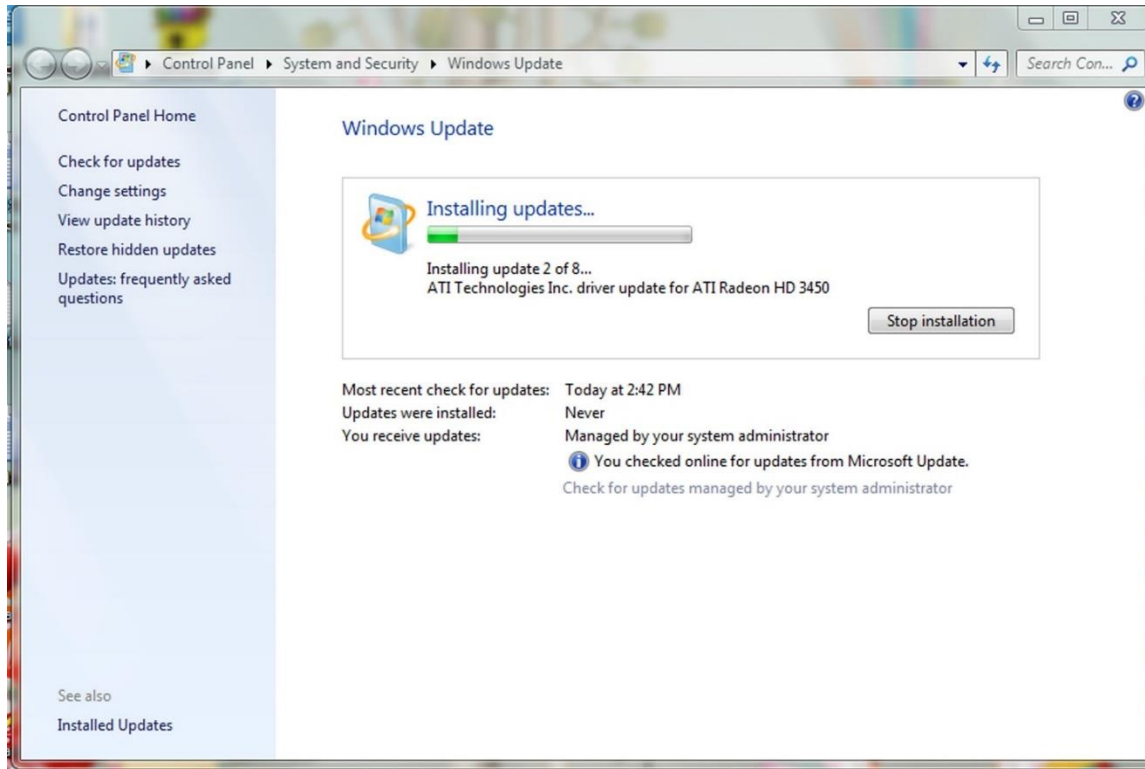 Control Panel ▸ System and Security ▸ Windows Update
Search Con...
Control Panel Home
Check for updates
Change settings
View update history
Restore hidden updates
Updates: frequently asked
questions
See also
Installed Updates
Windows Update
Installing updates...
Installing update 2 of 8...
ATI Technologies Inc. driver update for ATI Radeon HD 3450
Stop installation
Most recent check for updates: Today at 2:42 PM
Updates were installed: Never
You receive updates: Managed by your system administrator
You checked online for updates from Microsoft Update.
Check for updates managed by your system administrator